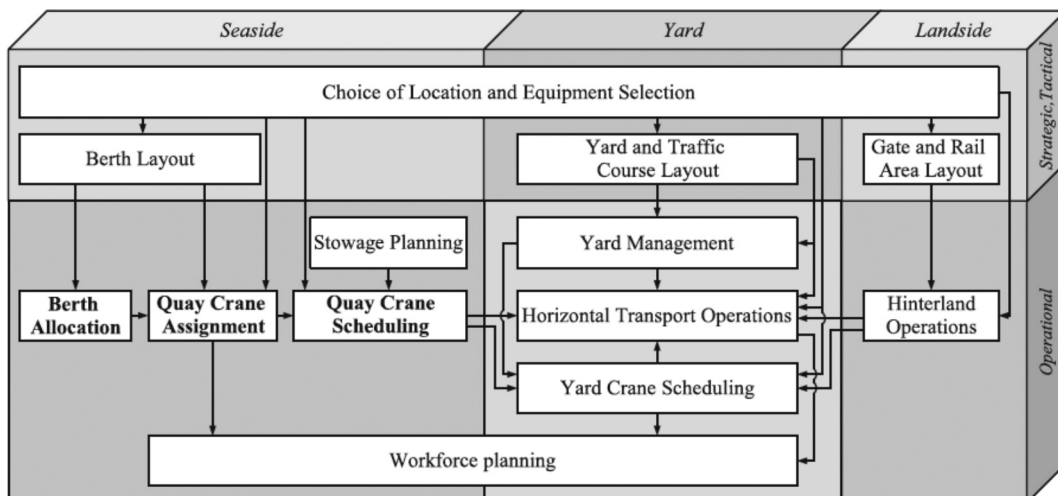 Seaside
Yard
Landside
Strategic,Tactical
Choice of Location and Equipment Selection
Berth Layout
Yard and Traffic
Course Layout
Gate and Rail
Area Layout
Operational
Stowage Planning
Yard Management
Berth
Allocation
Quay Crane
Assignment
Quay Crane
Scheduling
Horizontal Transport Operations
Hinterland
Operations
Yard Crane Scheduling
Workforce planning